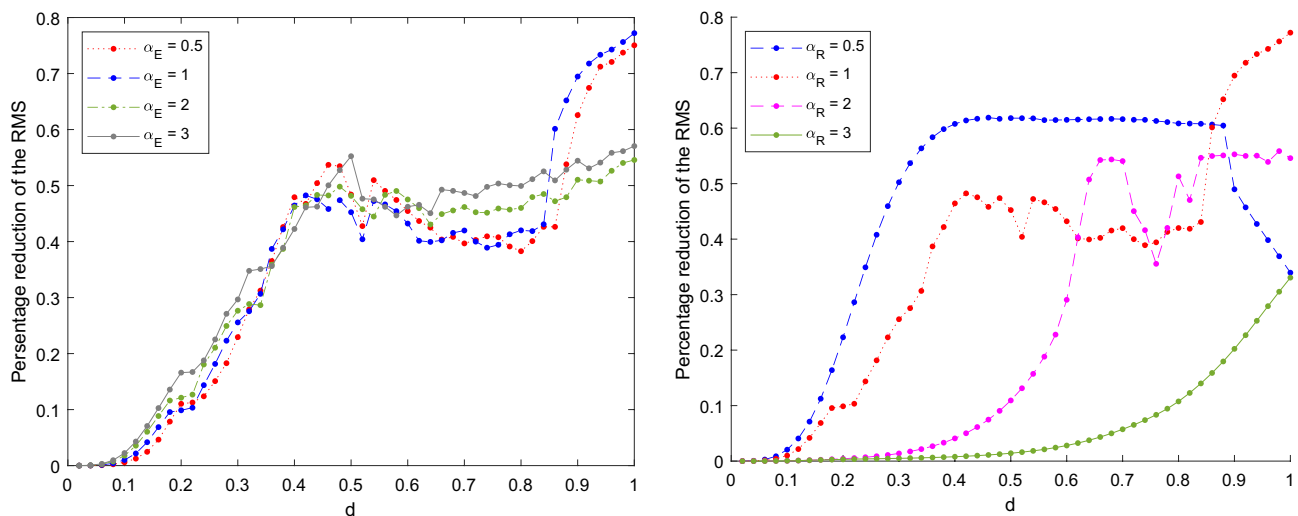 Persentage reduction of the RMS
0.8
0.7
0.6
0.5
0.4
0.3
0.2
0.1
0
α_E = 0.5
α_E = 1
α_E = 2
α_E = 3
0 0.1 0.2 0.3 0.4 0.5 0.6 0.7 0.8 0.9 1
d
Percentage reduction of the RMS
0.8
0.7
0.6
0.5
0.4
0.3
0.2
0.1
0
α_R = 0.5
α_R = 1
α_R = 2
α_R = 3
0 0.1 0.2 0.3 0.4 0.5 0.6 0.7 0.8 0.9 1
d